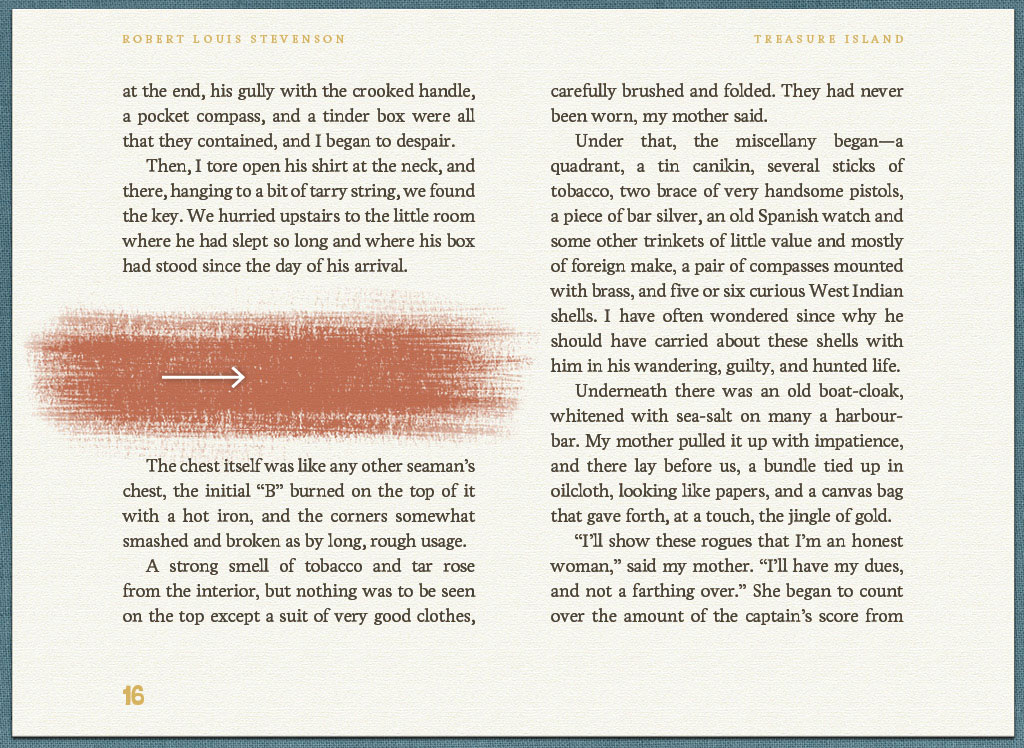 ROBERT LOUIS STEVENSON
TREASURE ISLAND
at the end, his gully with the crooked handle,
a pocket compass, and a tinder box were all
that they contained, and I began to despair.
Then, I tore open his shirt at the neck, and
there, hanging to a bit of tarry string, we found
the key. We hurried upstairs to the little room
where he had slept so long and where his box
had stood since the day of his arrival.
The chest itself was like any other seaman’s
chest, the initial “B” burned on the top of it
with a hot iron, and the corners somewhat
smashed and broken as by long, rough usage.
A strong smell of tobacco and tar rose
from the interior, but nothing was to be seen
on the top except a suit of very good clothes,
carefully brushed and folded. They had never
been worn, my mother said.
Under that, the miscellany began—a
quadrant, a tin canikin, several sticks of
tobacco, two brace of very handsome pistols,
a piece of bar silver, an old Spanish watch and
some other trinkets of little value and mostly
of foreign make, a pair of compasses mounted
with brass, and five or six curious West Indian
shells. I have often wondered since why he
should have carried about these shells with
him in his wandering, guilty, and hunted life.
Underneath there was an old boat-cloak,
whitened with sea-salt on many a harbour-
bar. My mother pulled it up with impatience,
and there lay before us, a bundle tied up in
oilcloth, looking like papers, and a canvas bag
that gave forth, at a touch, the jingle of gold.
“I’ll show these rogues that I’m an honest
woman,” said my mother. “I’ll have my dues,
and not a farthing over.” She began to count
over the amount of the captain’s score from
16